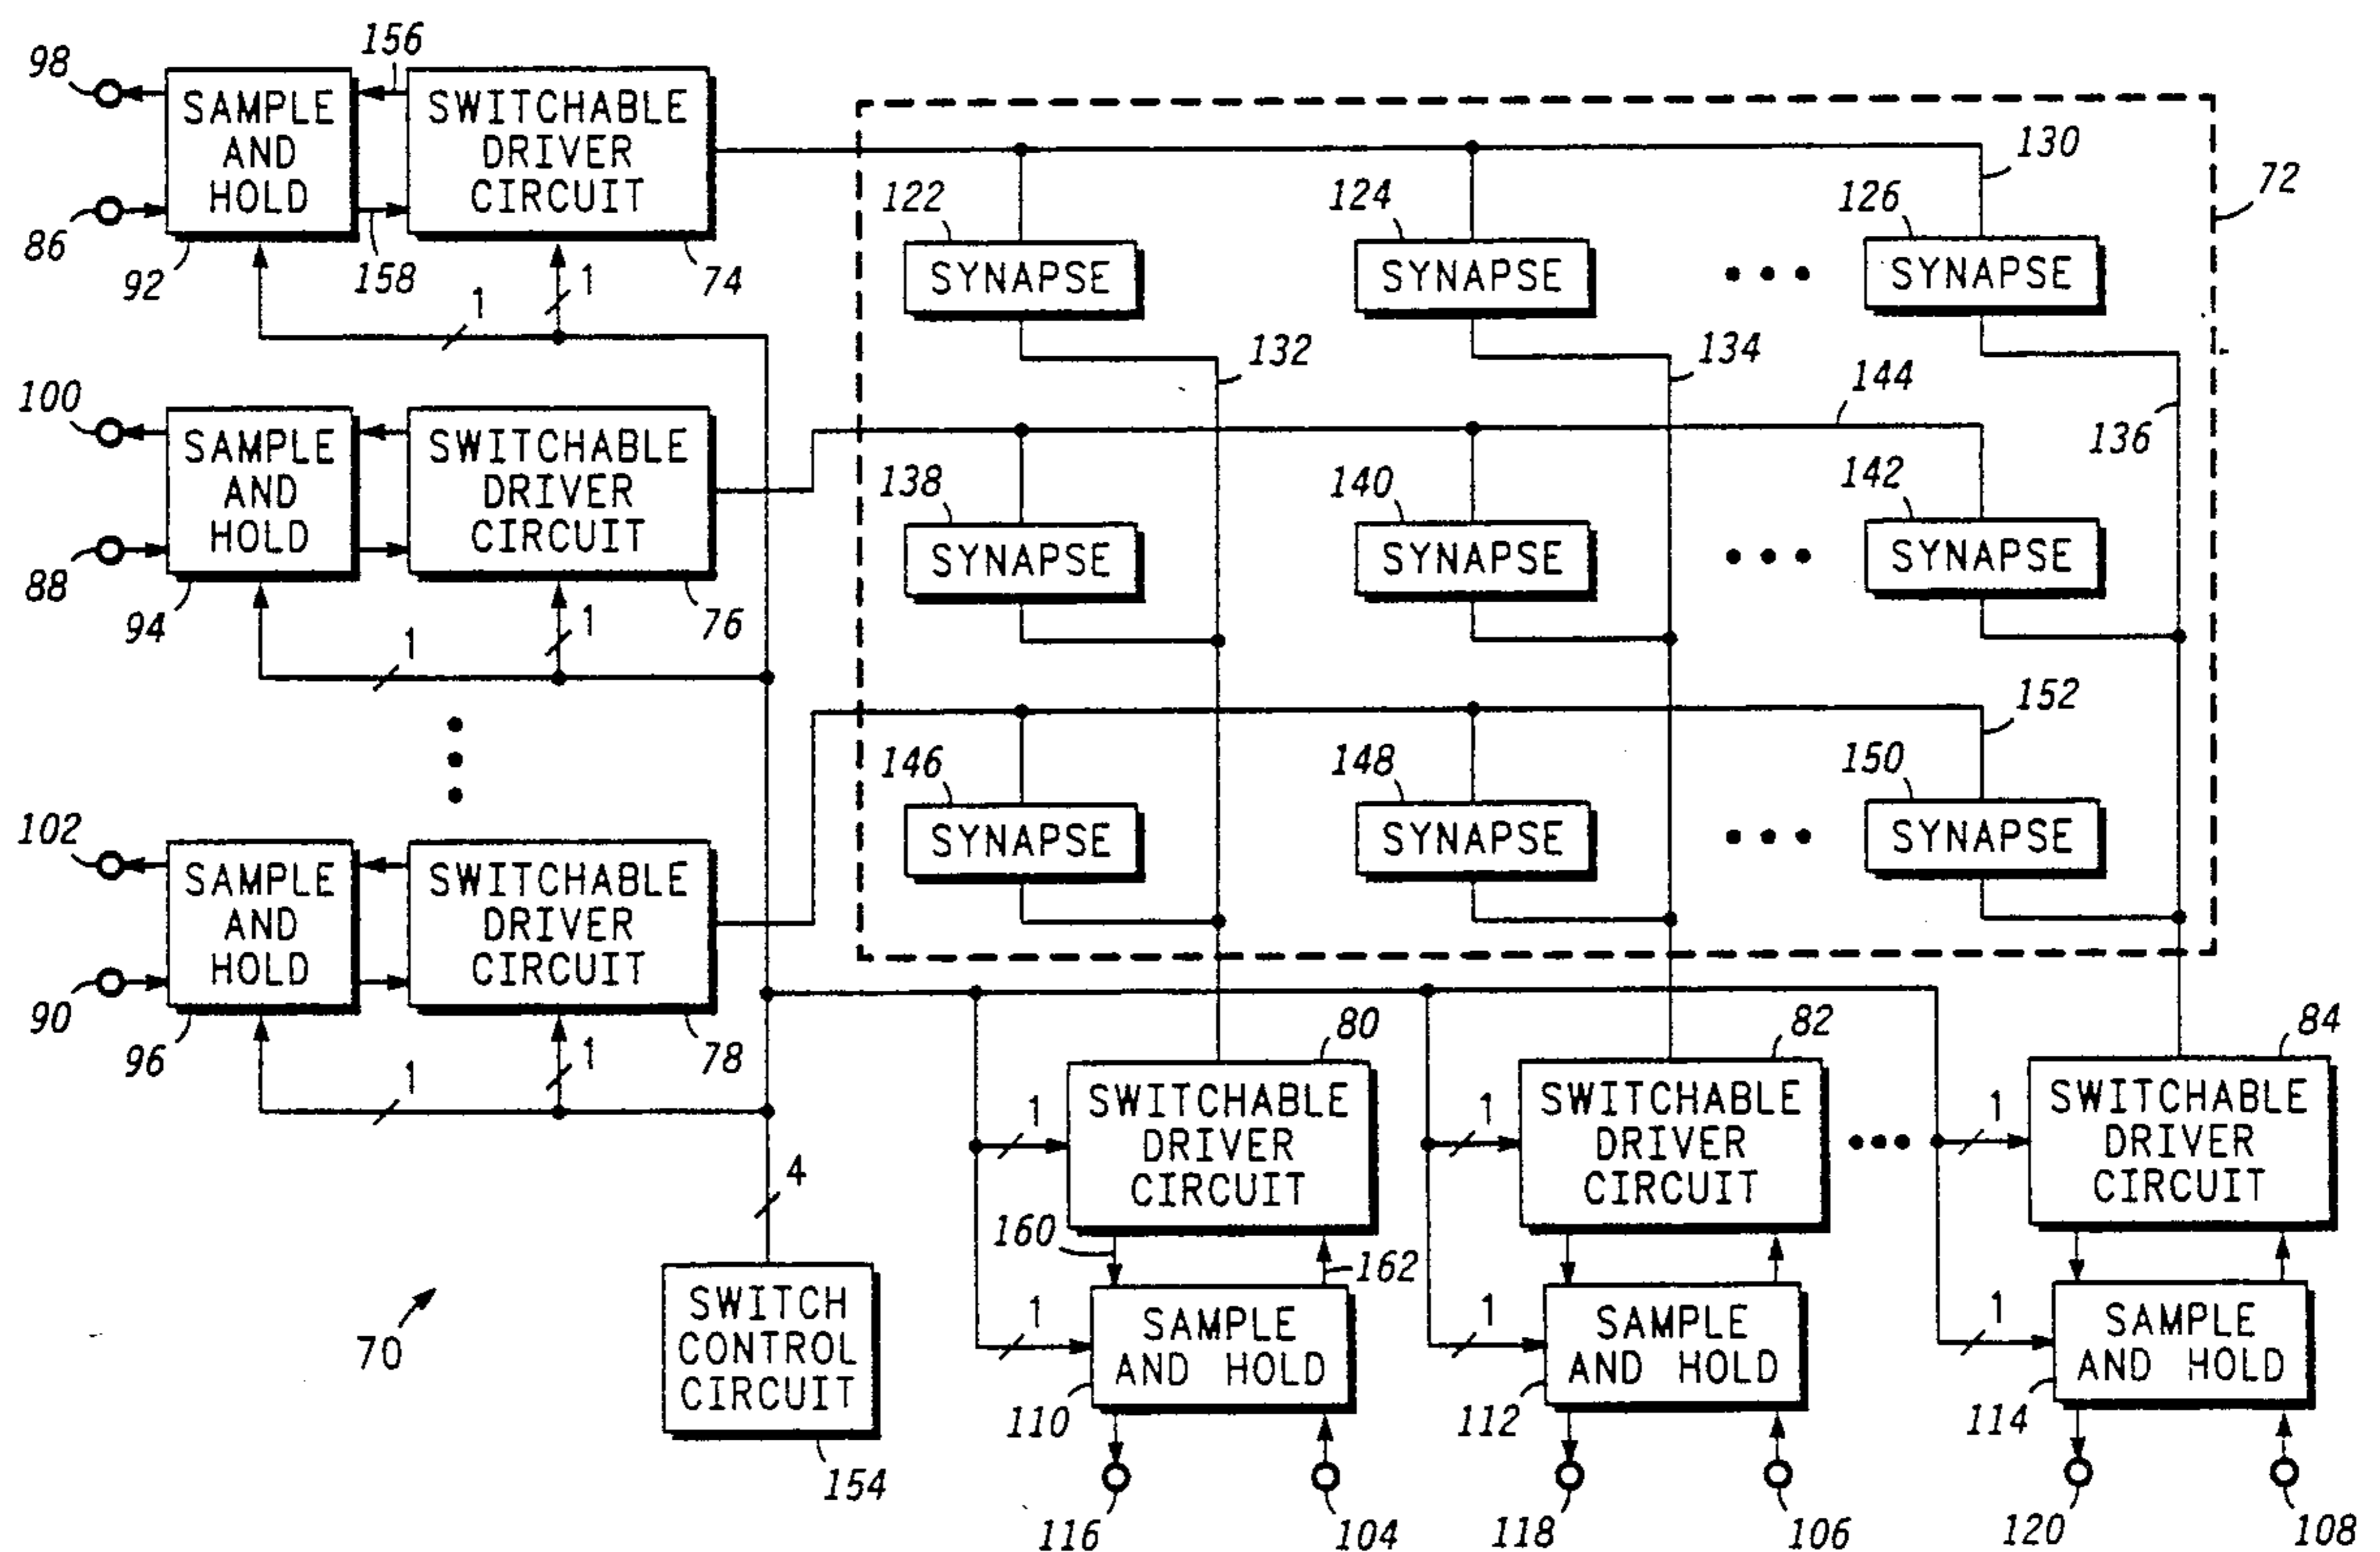 156
98
SAMPLE
AND
HOLD
SWITCHABLE
DRIVER
CIRCUIT
86
92
158
74
1
1
130
72
122
124
126
SYNAPSE
SYNAPSE
SYNAPSE
132
134
144
136
100
SAMPLE
AND
HOLD
SWITCHABLE
DRIVER
CIRCUIT
88
94
76
1
1
138
140
142
SYNAPSE
SYNAPSE
SYNAPSE
152
146
148
150
SYNAPSE
SYNAPSE
SYNAPSE
102
SAMPLE
AND
HOLD
SWITCHABLE
DRIVER
CIRCUIT
90
96
78
1
1
80
82
84
1
SWITCHABLE
DRIVER
CIRCUIT
1
SWITCHABLE
DRIVER
CIRCUIT
1
SWITCHABLE
DRIVER
CIRCUIT
4
160
162
70
SWITCH
CONTROL
CIRCUIT
154
1
SAMPLE
AND HOLD
1
SAMPLE
AND HOLD
1
SAMPLE
AND HOLD
110
112
114
116
104
118
106
120
108